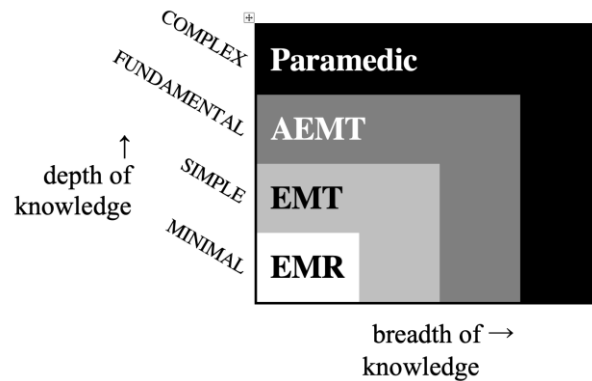 COMPLEX
Paramedic
FUNDAMENTAL
AEMT
↑
depth of
knowledge
SIMPLE
EMT
MINIMAL
EMR
breadth of →
knowledge